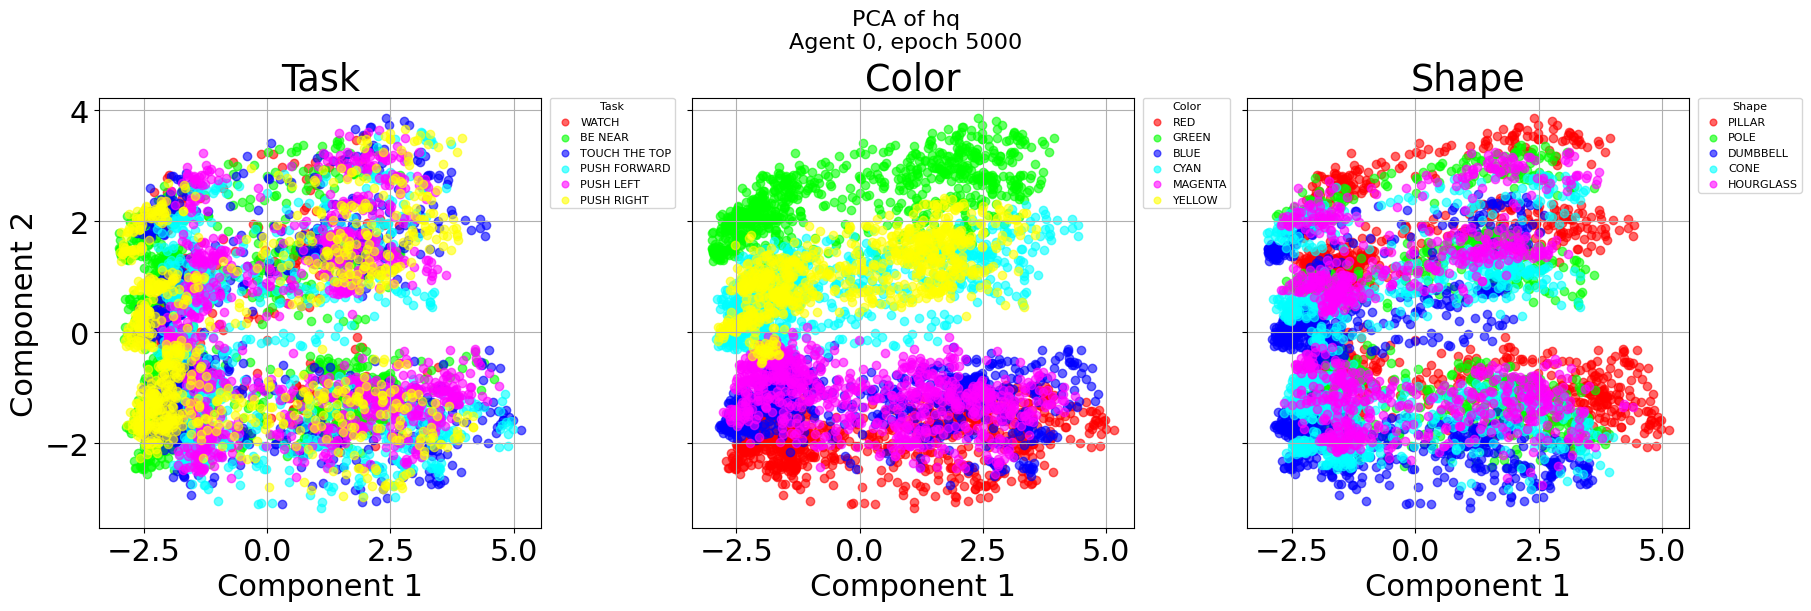 PCA of hq
Agent 0, epoch 5000
Task
Color
Shape
Task
WATCH
BE NEAR
TOUCH THE TOP
PUSH FORWARD
PUSH LEFT
PUSH RIGHT
Color
RED
GREEN
BLUE
CYAN
MAGENTA
YELLOW
Shape
PILLAR
POLE
DUMBBELL
CONE
HOURGLASS
Component 2
4
2
0
−2
−2.5 0.0 2.5 5.0
−2.5 0.0 2.5 5.0
−2.5 0.0 2.5 5.0
Component 1
Component 1
Component 1